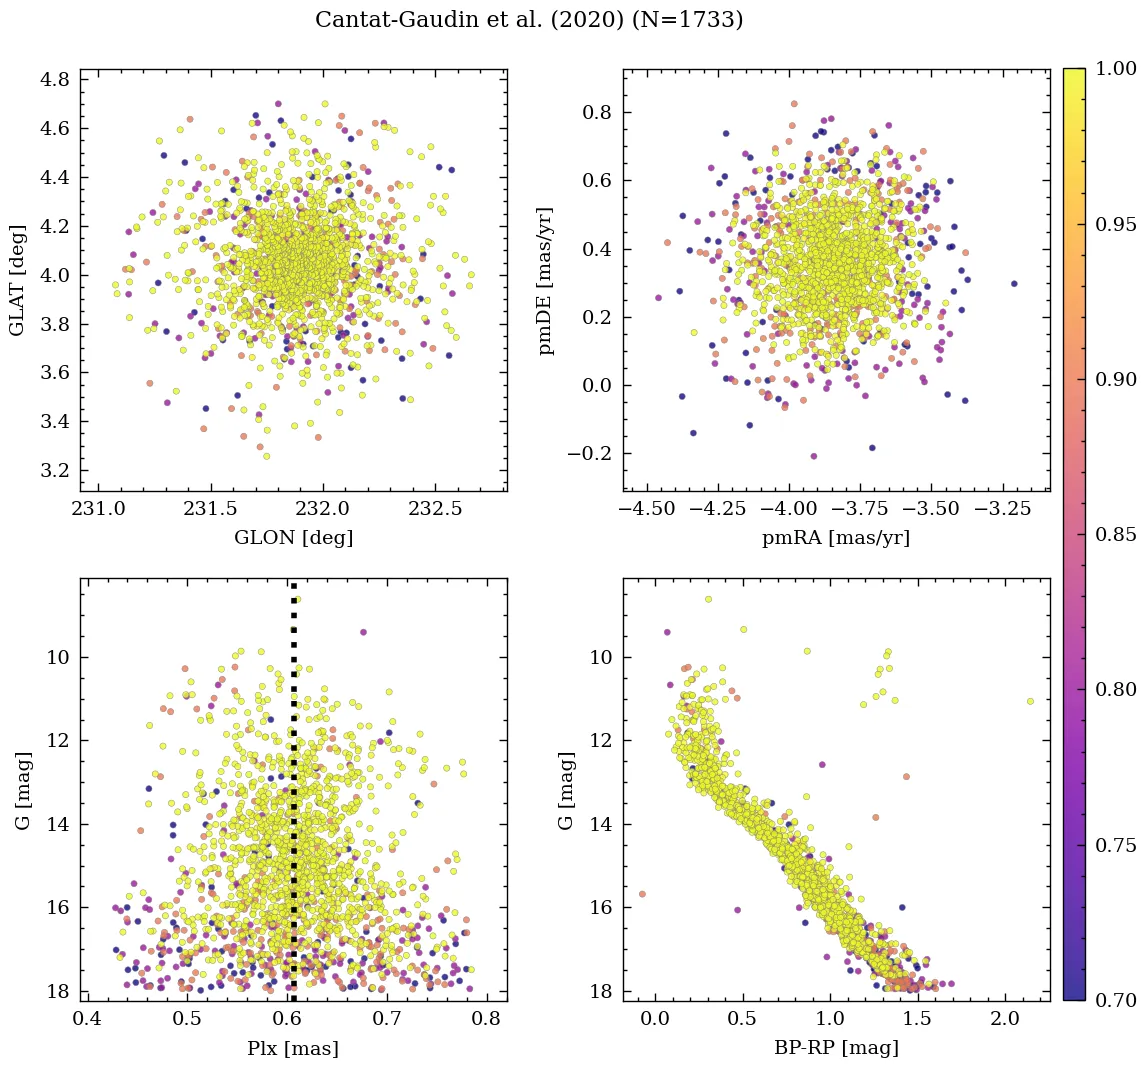 Cantat-Gaudin et al. (2020) (N=1733)
4.8
4.6
4.4
4.2
4.0
3.8
3.6
3.4
3.2
GLAT [deg]
231.0 231.5 232.0 232.5
GLON [deg]
0.8
0.6
0.4
0.2
0.0
−0.2
pmDE [mas/yr]
−4.50 −4.25 −4.00 −3.75 −3.50 −3.25
pmRA [mas/yr]
10
12
14
16
18
G [mag]
0.4 0.5 0.6 0.7 0.8
Plx [mas]
10
12
14
16
18
G [mag]
0.0 0.5 1.0 1.5 2.0
BP-RP [mag]
1.00
0.95
0.90
0.85
0.80
0.75
0.70